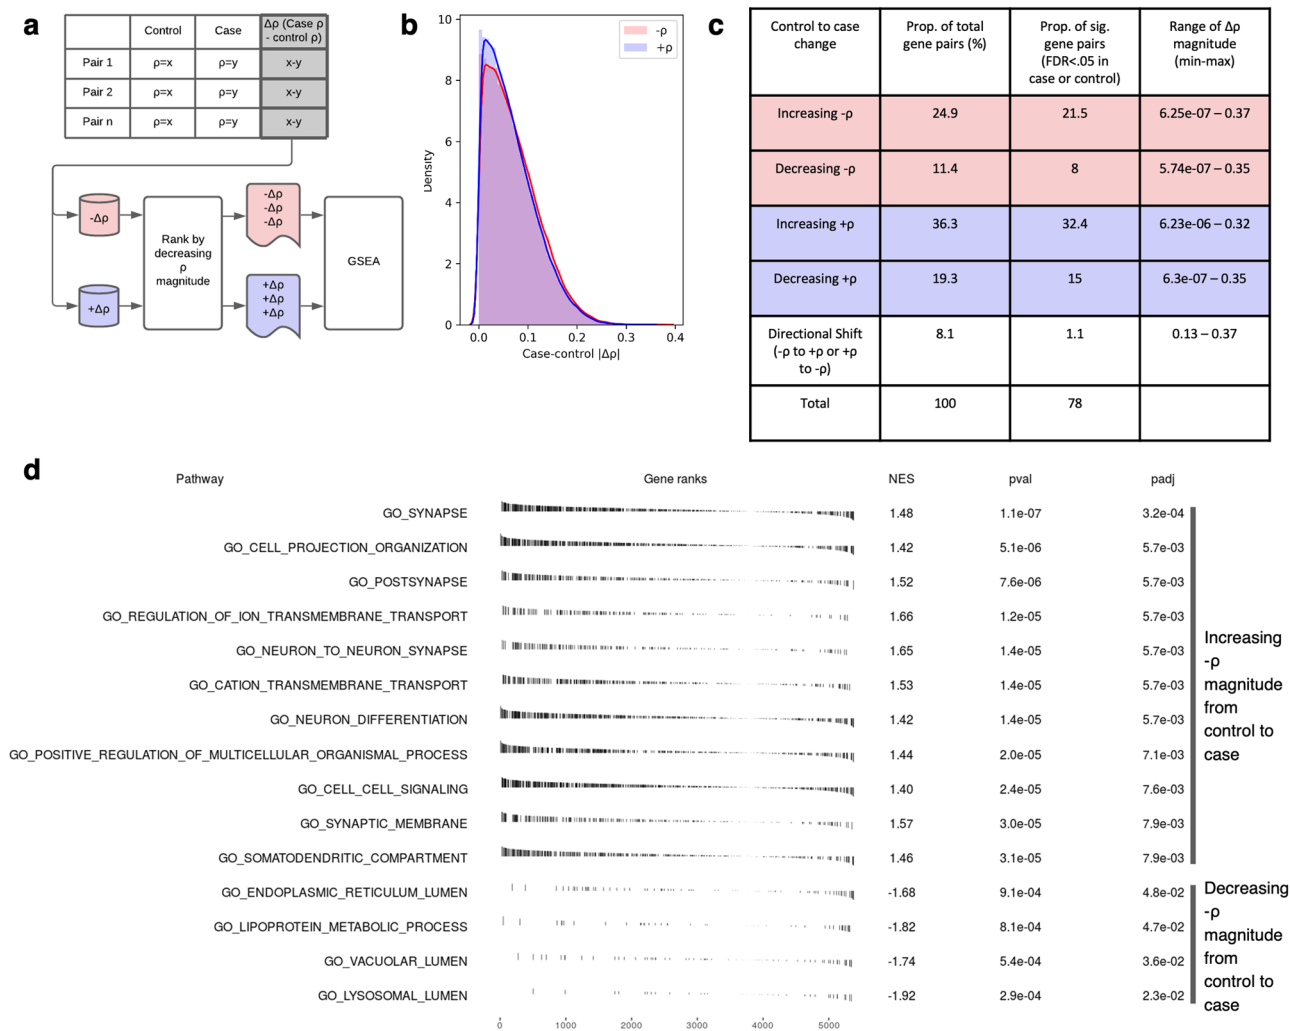 a
Control
Case
Δρ (Case ρ
- control ρ)
Pair 1
ρ=x
ρ=y
x-y
Pair 2
ρ=x
ρ=y
x-y
Pair n
ρ=x
ρ=y
x-y
-Δρ
+Δρ
Rank by
decreasing
ρ
magnitude
-Δρ
-Δρ
-Δρ
+Δρ
+Δρ
+Δρ
GSEA
b
-ρ
+ρ
10
8
6
4
2
0
Density
0.0
0.1
0.2
0.3
0.4
Case-control |Δρ|
c
Control to case
change
Prop. of total
gene pairs (%)
Prop. of sig.
gene pairs
(FDR<.05 in
case or control)
Range of Δρ
magnitude
(min-max)
Increasing -ρ
24.9
21.5
6.25e-07 – 0.37
Decreasing -ρ
11.4
8
5.74e-07 – 0.35
Increasing +ρ
36.3
32.4
6.23e-06 – 0.32
Decreasing +ρ
19.3
15
6.3e-07 – 0.35
Directional Shift
(-ρ to +ρ or +ρ
to -ρ)
8.1
1.1
0.13 – 0.37
Total
100
78
d
Pathway
Gene ranks
NES
pval
padj
GO_SYNAPSE
1.48
1.1e-07
3.2e-04
GO_CELL_PROJECTION_ORGANIZATION
1.42
5.1e-06
5.7e-03
GO_POSTSYNAPSE
1.52
7.6e-06
5.7e-03
GO_REGULATION_OF_ION_TRANSMEMBRANE_TRANSPORT
1.66
1.2e-05
5.7e-03
GO_NEURON_TO_NEURON_SYNAPSE
1.65
1.4e-05
5.7e-03
GO_CATION_TRANSMEMBRANE_TRANSPORT
1.53
1.4e-05
5.7e-03
GO_NEURON_DIFFERENTIATION
1.42
1.4e-05
5.7e-03
GO_POSITIVE_REGULATION_OF_MULTICELLULAR_ORGANISMAL_PROCESS
1.44
2.0e-05
7.1e-03
GO_CELL_CELL_SIGNALING
1.40
2.4e-05
7.6e-03
GO_SYNAPTIC_MEMBRANE
1.57
3.0e-05
7.9e-03
GO_SOMATODENDRITIC_COMPARTMENT
1.46
3.1e-05
7.9e-03
Increasing
-ρ
magnitude
from
control to
case
GO_ENDOPLASMIC_RETICULUM_LUMEN
-1.68
9.1e-04
4.8e-02
GO_LIPOPROTEIN_METABOLIC_PROCESS
-1.82
8.1e-04
4.7e-02
GO_VACUOLAR_LUMEN
-1.74
5.4e-04
3.6e-02
GO_LYSOSOMAL_LUMEN
-1.92
2.9e-04
2.3e-02
Decreasing
-ρ
magnitude
from
control to
case
0
1000
2000
3000
4000
5000